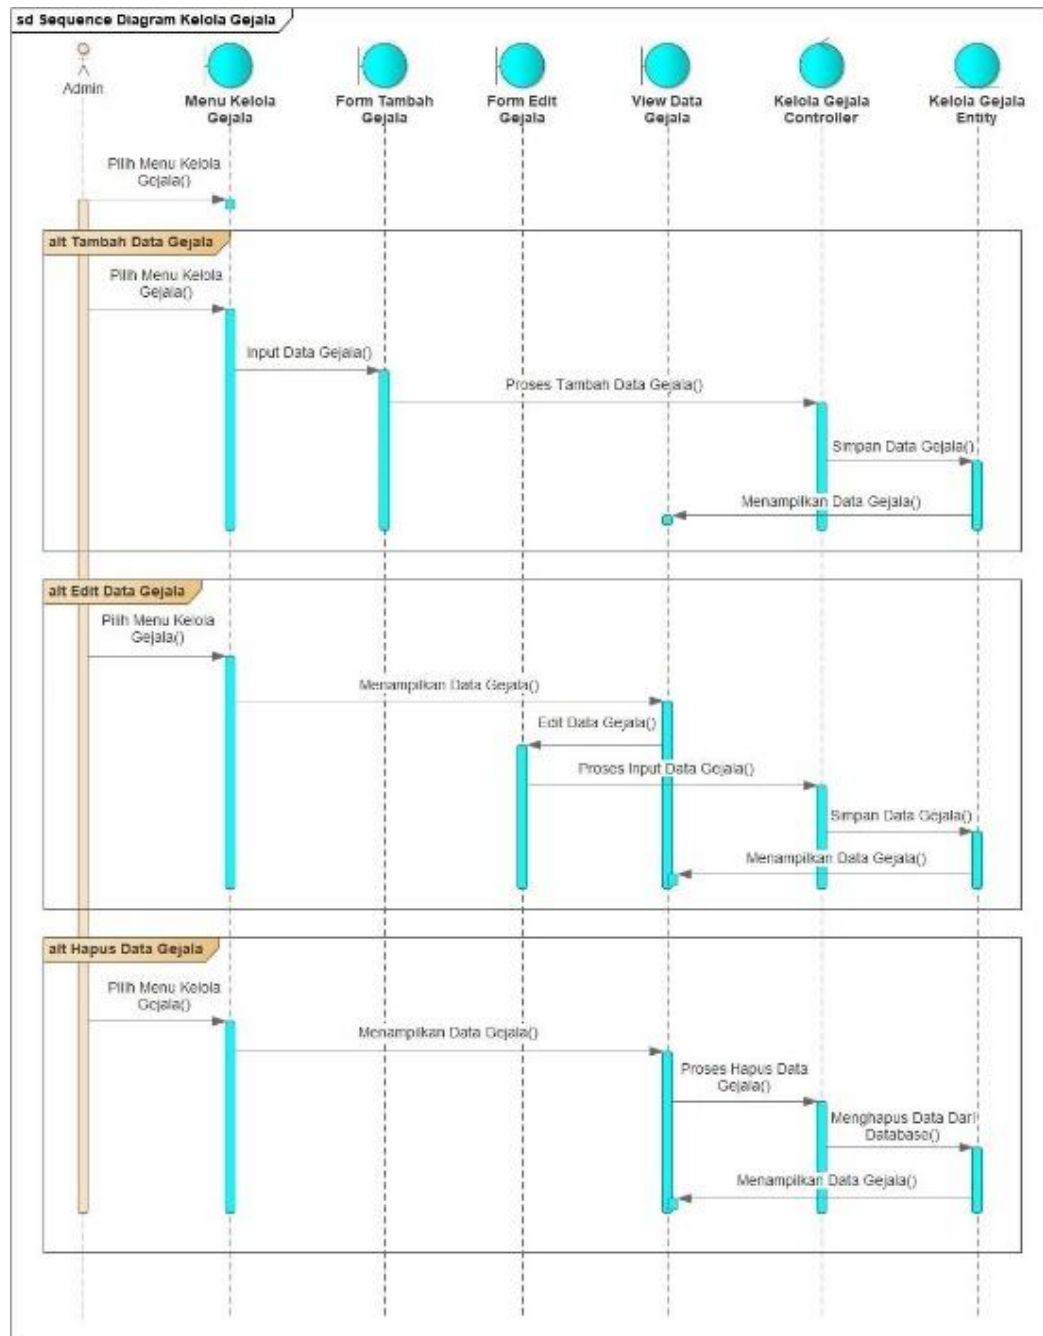 sd Sequence Diagram Kelola Gejala
Admin
Menu Kelola
Gejala
Form Tambah
Gejala
Form Edit
Gejala
View Data
Gejala
Kelola Gejala
Controller
Kelola Gejala
Entity
Pilih Menu Kelola
Gejala()
alt Tambah Data Gejala
Pilih Menu Kelola
Gejala()
Input Data Gejala()
Proses Tambah Data Gejala()
Simpan Data Gejala()
Menampilkan Data Gejala()
alt Edit Data Gejala
Pilih Menu Kelola
Gejala()
Menampilkan Data Gejala()
Edit Data Gejala()
Proses Input Data Gejala()
Simpan Data Gejala()
Menampilkan Data Gejala()
alt Hapus Data Gejala
Pilih Menu Kelola
Gejala()
Menampilkan Data Gejala()
Proses Hapus Data
Gejala()
Menghapus Data Dari
Database()
Menampilkan Data Gejala()